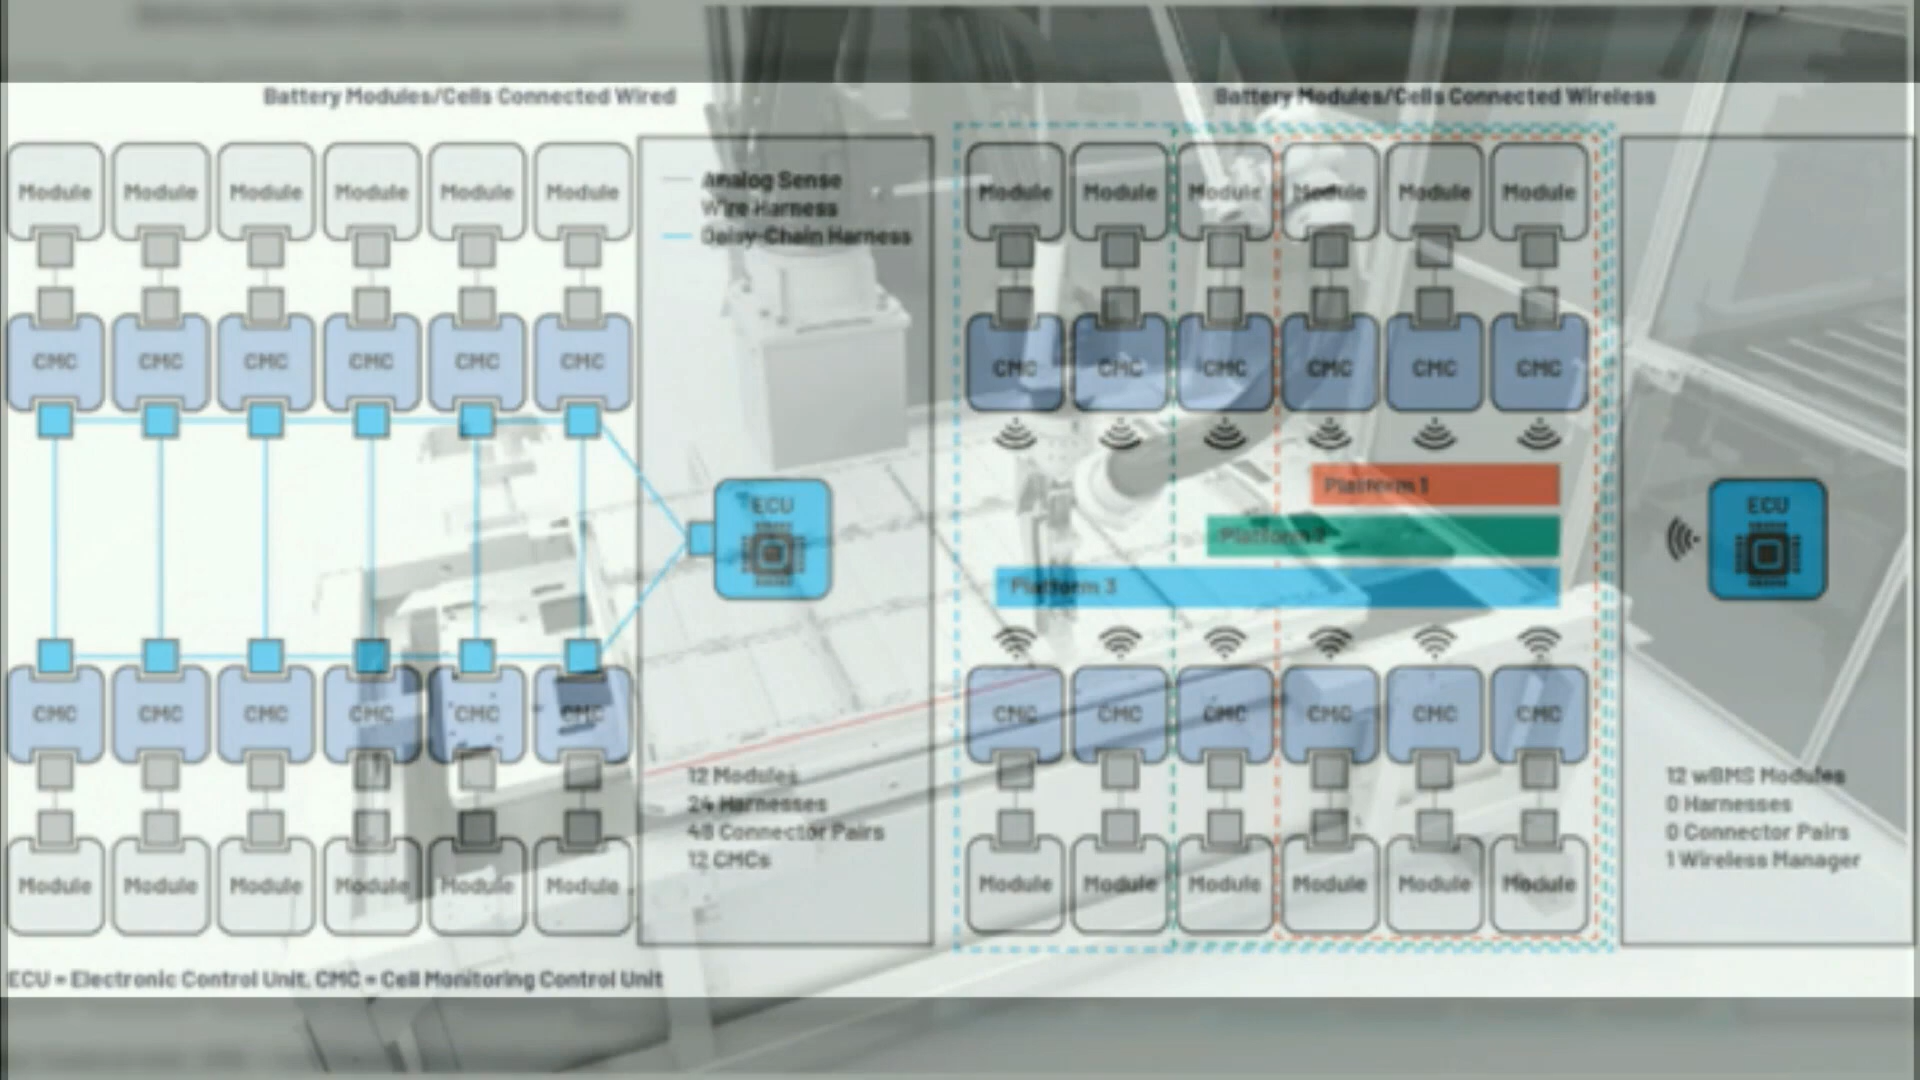 Battery Modules/Cells Connected Wired
Module Module Module Module Module Module
CMC CMC CMC CMC CMC CMC
Analog Sense
Wire Harness
Daisy-Chain Harness
ECU
CMC CMC CMC CMC CMC CMC
Module Module Module Module Module Module
12 Modules
24 Harnesses
48 Connector Pairs
12 CMCs
ECU = Electronic Control Unit, CMC = Cell Monitoring Control Unit
Battery Modules/Cells Connected Wireless
Module Module Module Module Module Module
CMC CMC CMC CMC CMC CMC
Platform 1
Platform 2
Platform 3
ECU
CMC CMC CMC CMC CMC CMC
Module Module Module Module Module Module
12 wBMS Modules
0 Harnesses
0 Connector Pairs
1 Wireless Manager